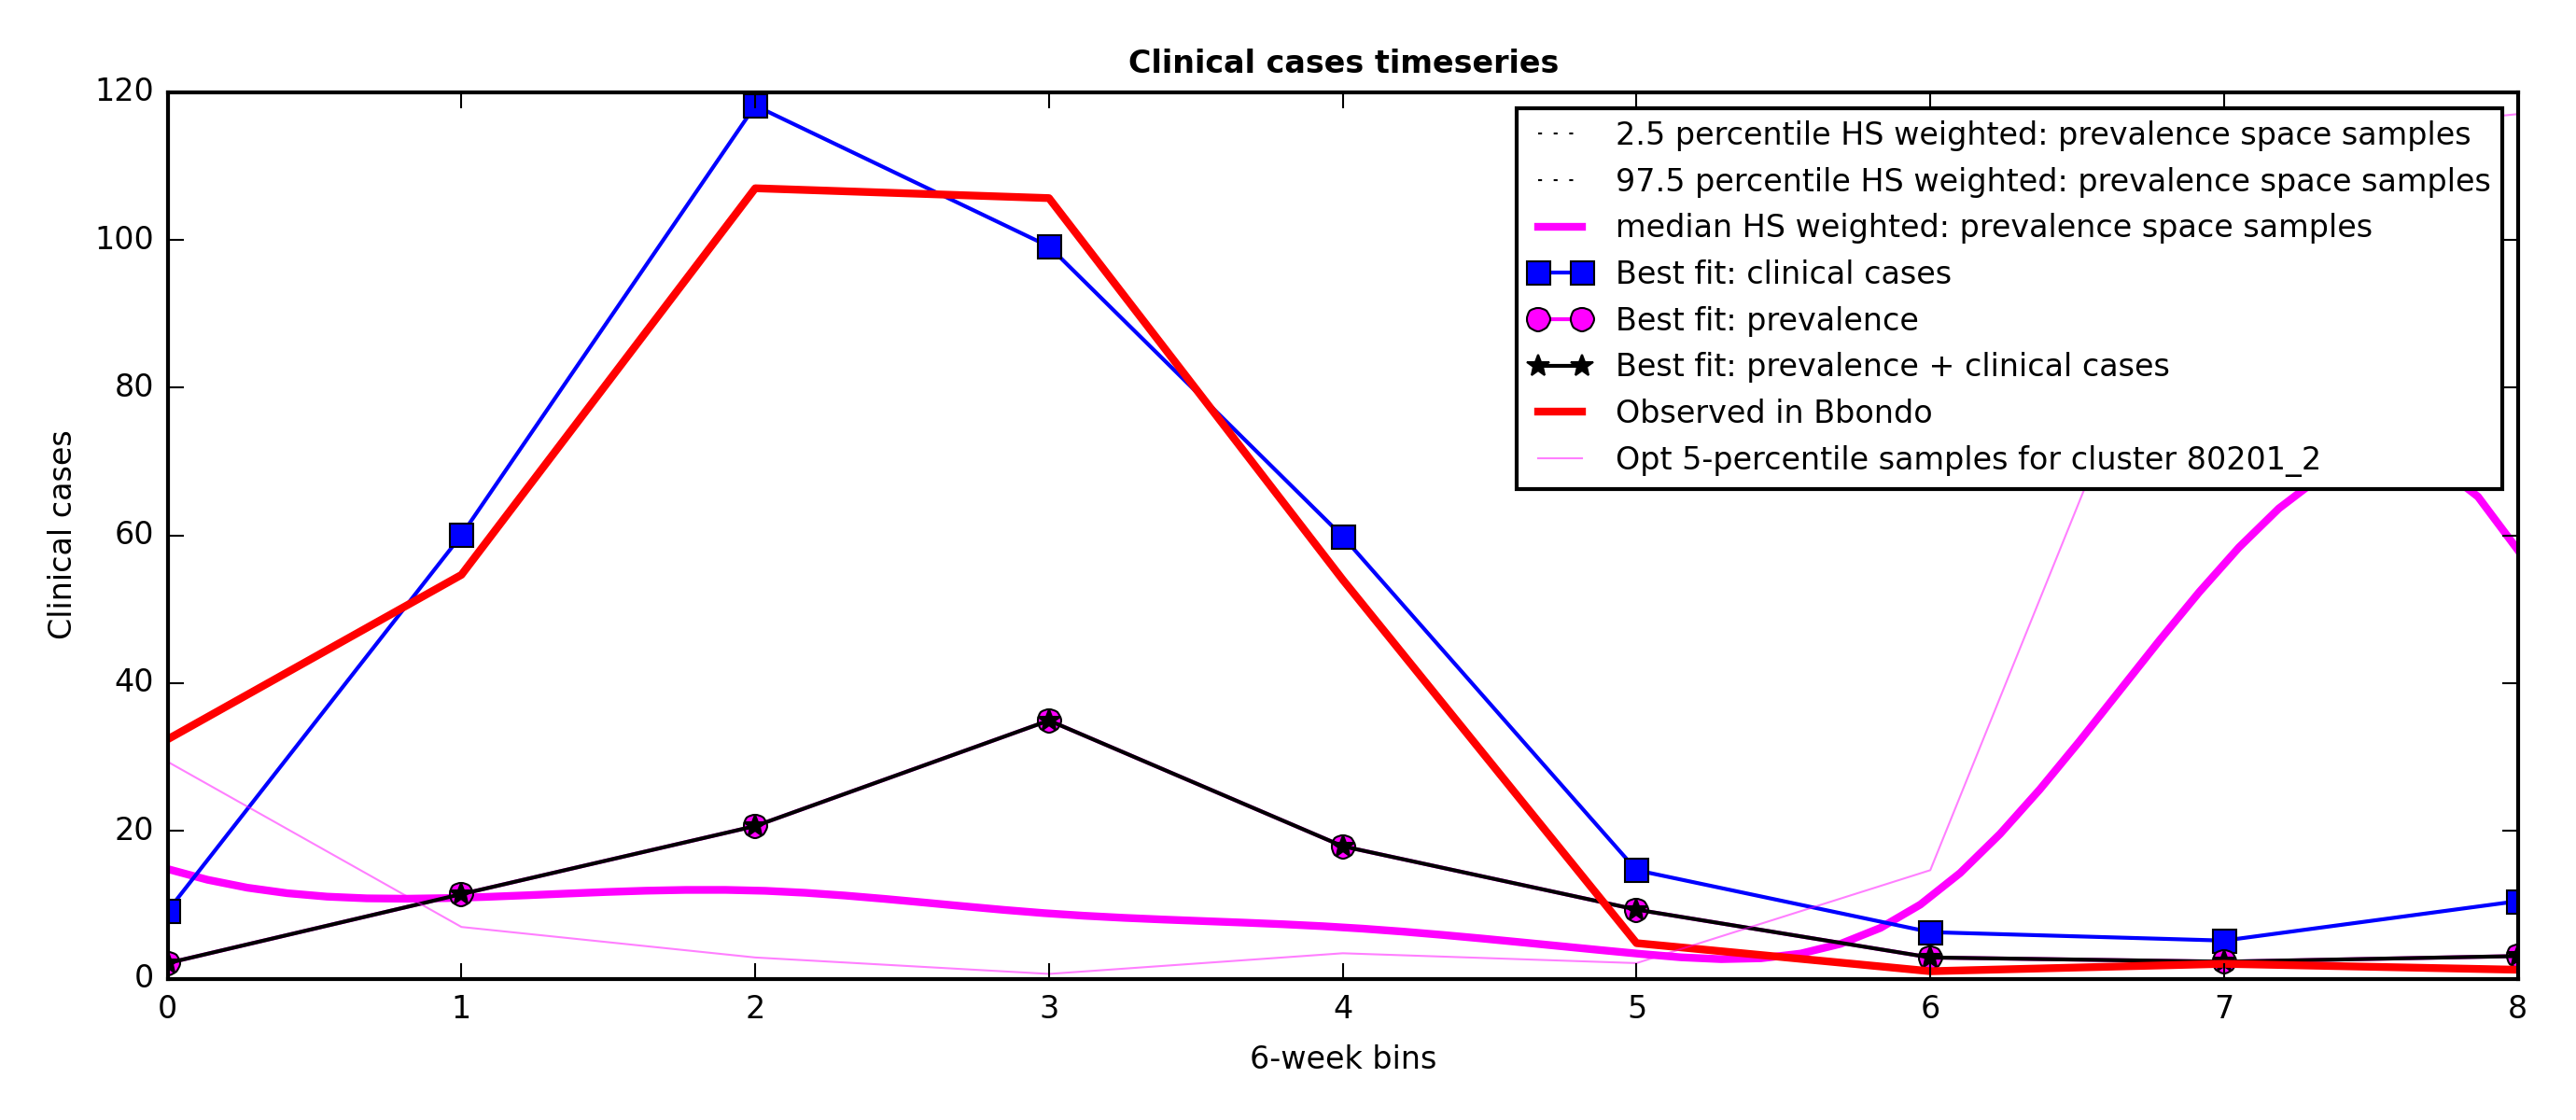 Clinical cases timeseries
120
100
80
60
40
20
0
Clinical cases
2.5 percentile HS weighted: prevalence space samples
97.5 percentile HS weighted: prevalence space samples
median HS weighted: prevalence space samples
Best fit: clinical cases
Best fit: prevalence
Best fit: prevalence + clinical cases
Observed in Bbondo
Opt 5-percentile samples for cluster 80201_2
0 1 2 3 4 5 6 7 8
6-week bins